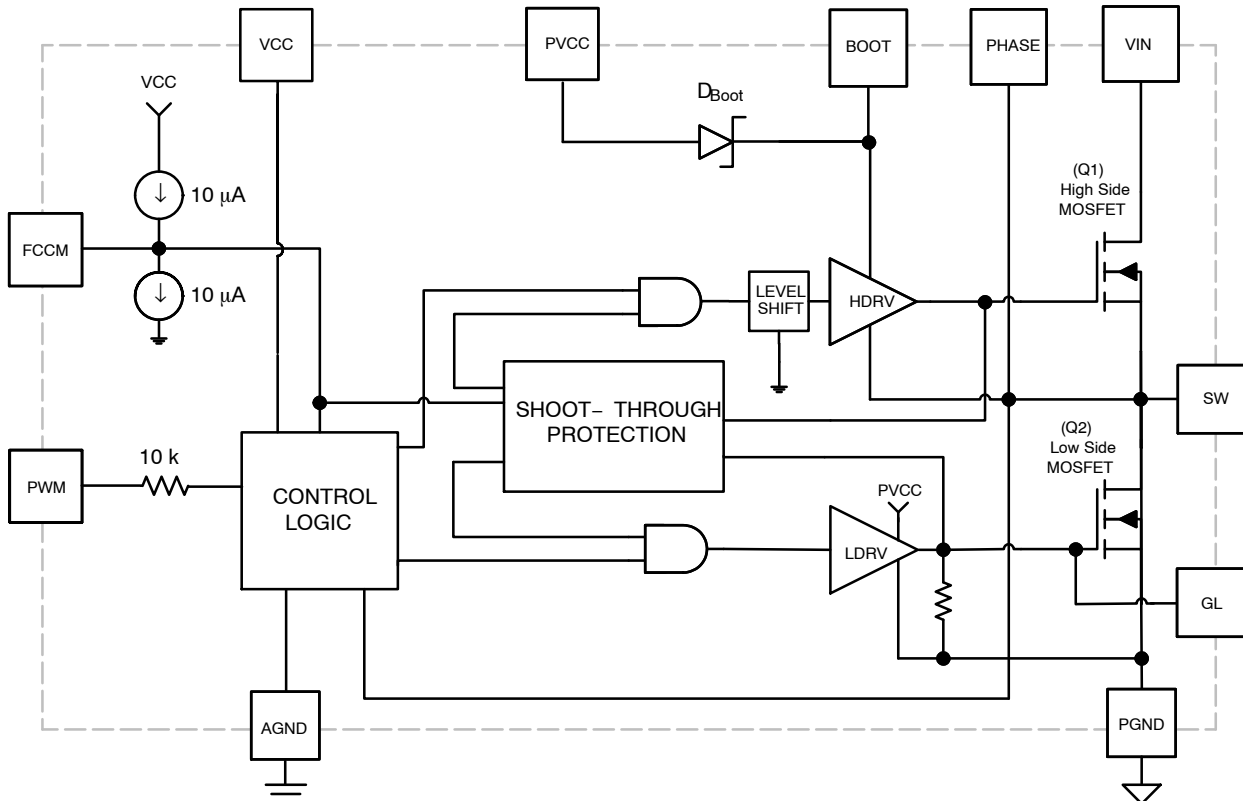 VCC
PVCC
BOOT
PHASE
VIN
VCC
D_Boot
(Q1)
High Side
MOSFET
10 μA
FCCM
10 μA
LEVEL
SHIFT
HDRV
SHOOT– THROUGH
PROTECTION
SW
(Q2)
Low Side
MOSFET
10 k
PWM
CONTROL
LOGIC
PVCC
LDRV
GL
AGND
PGND